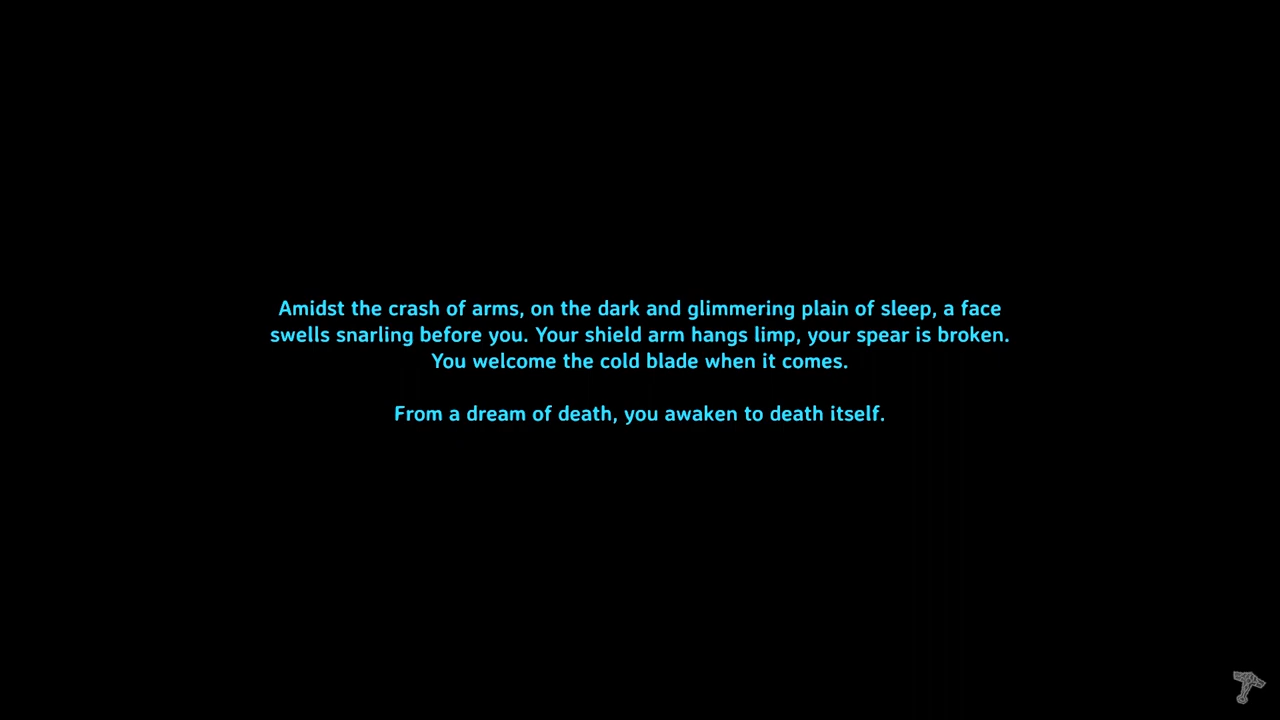 Amidst the crash of arms, on the dark and glimmering plain of sleep, a face
swells snarling before you. Your shield arm hangs limp, your spear is broken.
You welcome the cold blade when it comes.
From a dream of death, you awaken to death itself.